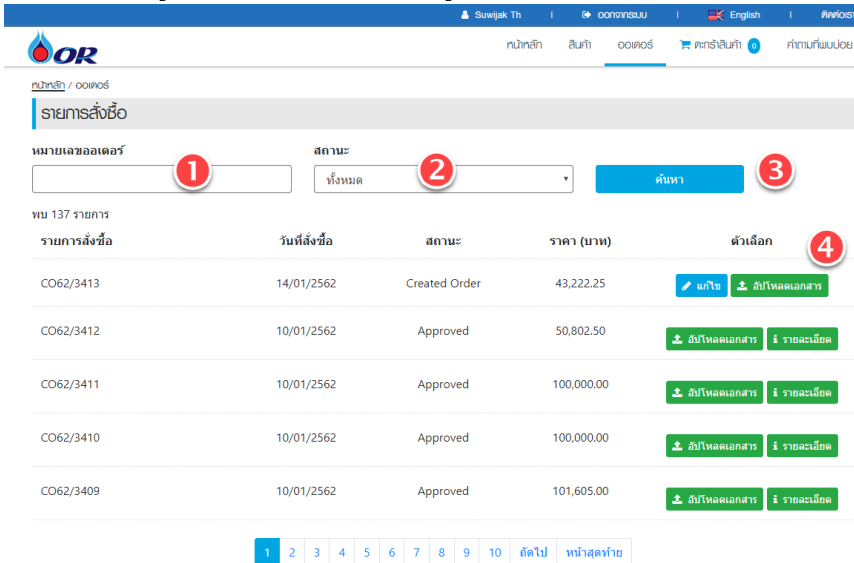 Suwijak Th | ออกจากระบบ | English | ติดต่อเรา
OR หน้าหลัก สินค้า ออเดอร์ ตะกร้าสินค้า 0 คำถามที่พบบ่อย
หน้าหลัก / ออเดอร์
รายการสั่งซื้อ
หมายเลขออเดอร์ สถานะ
1 ทั้งหมด 2 ค้นหา 3
พบ 137 รายการ
รายการสั่งซื้อ วันที่สั่งซื้อ สถานะ ราคา (บาท) ตัวเลือก 4
CO62/3413 14/01/2562 Created Order 43,222.25 แก้ไข อัปโหลดเอกสาร
CO62/3412 10/01/2562 Approved 50,802.50 อัปโหลดเอกสาร รายละเอียด
CO62/3411 10/01/2562 Approved 100,000.00 อัปโหลดเอกสาร รายละเอียด
CO62/3410 10/01/2562 Approved 100,000.00 อัปโหลดเอกสาร รายละเอียด
CO62/3409 10/01/2562 Approved 101,605.00 อัปโหลดเอกสาร รายละเอียด
1 2 3 4 5 6 7 8 9 10 ถัดไป หน้าสุดท้าย